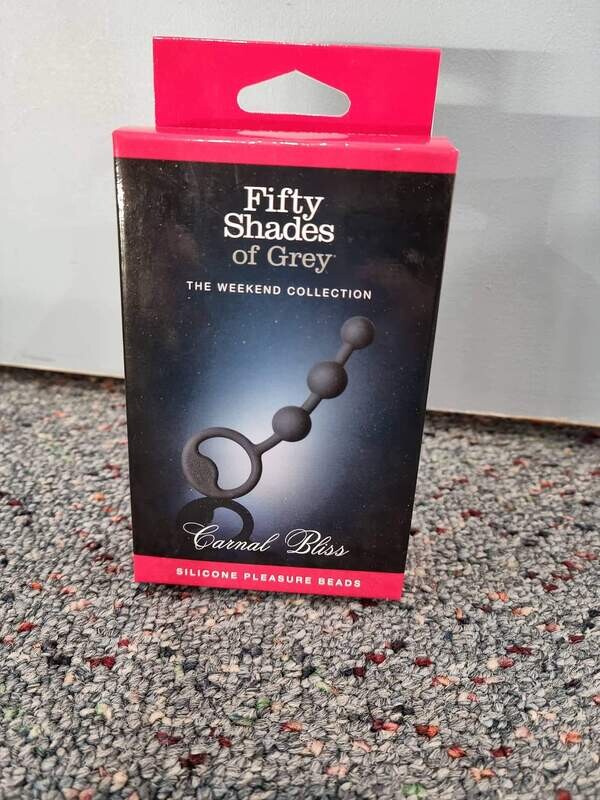 Fifty
Shades
of Grey
THE WEEKEND COLLECTION
Carnal Bliss
SILICONE PLEASURE BEADS